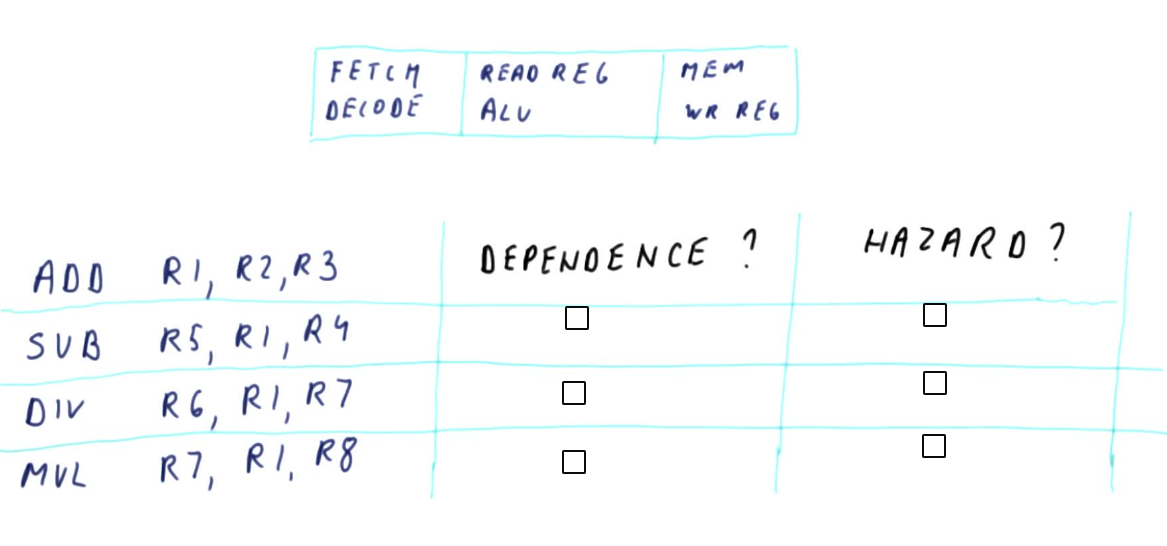 FETCH
DECODE
READ REG
ALU
MEM
WR REG
ADD R1, R2, R3
DEPENDENCE ?
HAZARD ?
SUB R5, R1, R4
DIV R6, R1, R7
MUL R7, R1, R8